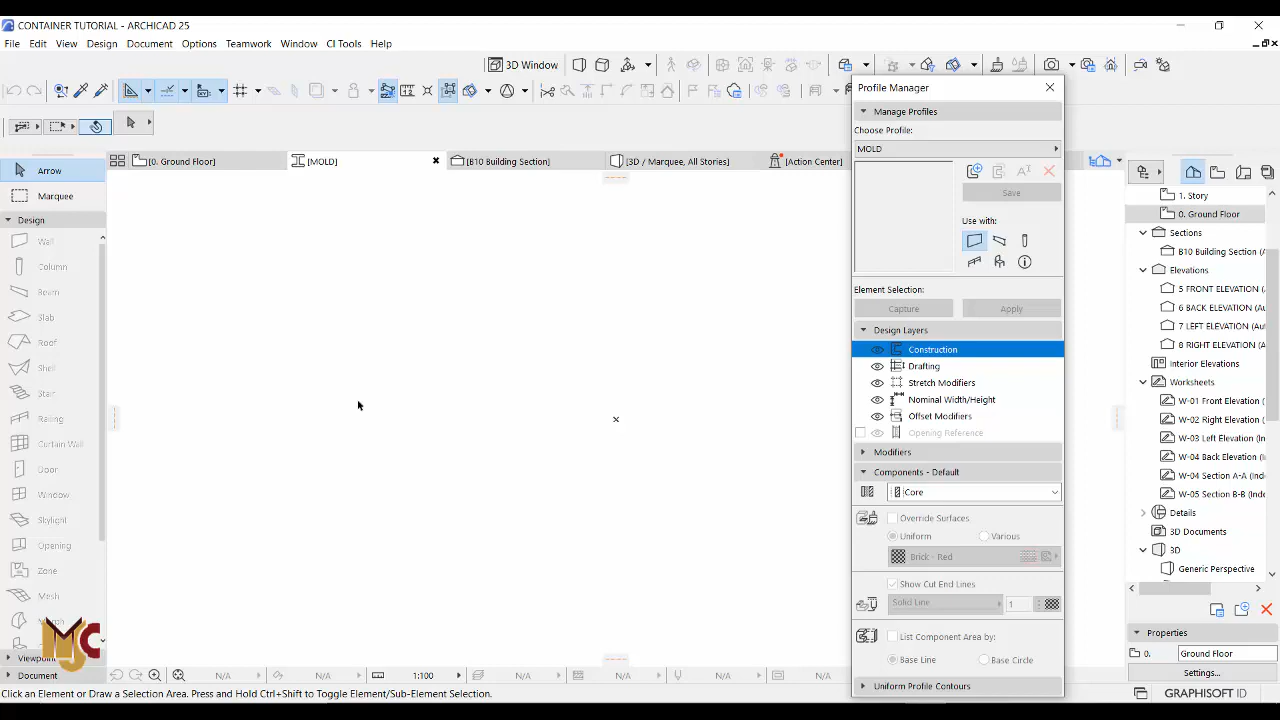 CONTAINER TUTORIAL - ARCHICAD 25
File Edit View Design Document Options Teamwork Window CI Tools Help
3D Window
[0. Ground Floor] [MOLD] [B10 Building Section] [3D / Marquee, All Stories] [Action Center]
Arrow
Marquee
Design
Wall
Column
Beam
Slab
Roof
Shell
Stair
Railing
Curtain Wall
Door
Window
Skylight
Opening
Zone
Mesh
Morph
MJC
Viewpoint
Document
Profile Manager
Manage Profiles
Choose Profile:
MOLD
Save
Use with:
Element Selection:
Capture Apply
Design Layers
Construction
Drafting
Stretch Modifiers
Nominal Width/Height
Offset Modifiers
Opening Reference
Modifiers
Components - Default
Core
Override Surfaces
Uniform Various
Brick - Red
Show Cut End Lines
Solid Line 1
List Component Area by:
Base Line Base Circle
Uniform Profile Contours
1. Story
0. Ground Floor
Sections
B10 Building Section (A
Elevations
5 FRONT ELEVATION (A
6 BACK ELEVATION (Au
7 LEFT ELEVATION (Aut
8 RIGHT ELEVATION (A
Interior Elevations
Worksheets
W-01 Front Elevation (
W-02 Right Elevation (
W-03 Left Elevation (In
W-04 Back Elevation (I
W-04 Section A-A (Inde
W-05 Section B-B (Inde
Details
3D Documents
3D
Generic Perspective
Properties
0. Ground Floor
Settings...
N/A N/A 1:100 N/A N/A N/A N/A
Click an Element or Draw a Selection Area. Press and Hold Ctrl+Shift to Toggle Element/Sub-Element Selection.
GRAPHISOFT ID